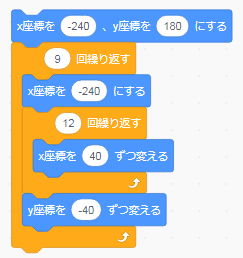 x座標を -240 、y座標を 180 にする
9 回繰り返す
x座標を -240 にする
12 回繰り返す
x座標を 40 ずつ変える
y座標を -40 ずつ変える